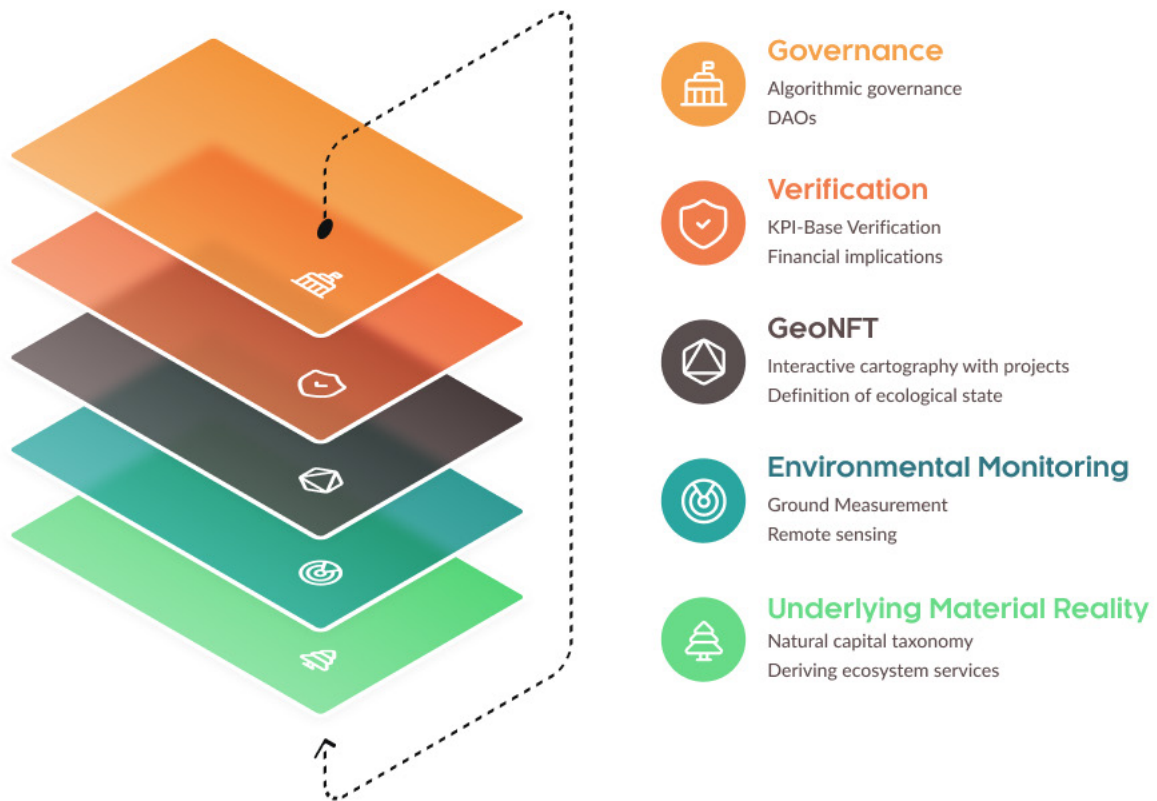 Governance
Algorithmic governance
DAOs
Verification
KPI-Base Verification
Financial implications
GeoNFT
Interactive cartography with projects
Definition of ecological state
Environmental Monitoring
Ground Measurement
Remote sensing
Underlying Material Reality
Natural capital taxonomy
Deriving ecosystem services